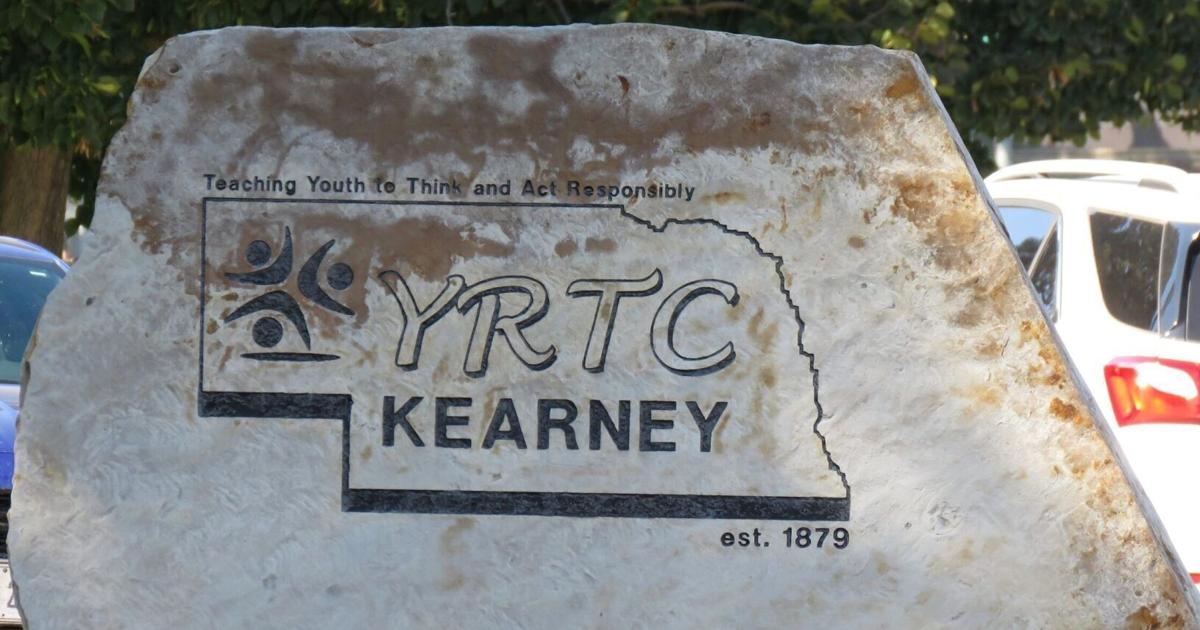 Teaching Youth to Think and Act Responsibly
YRTC
KEARNEY
est. 1879